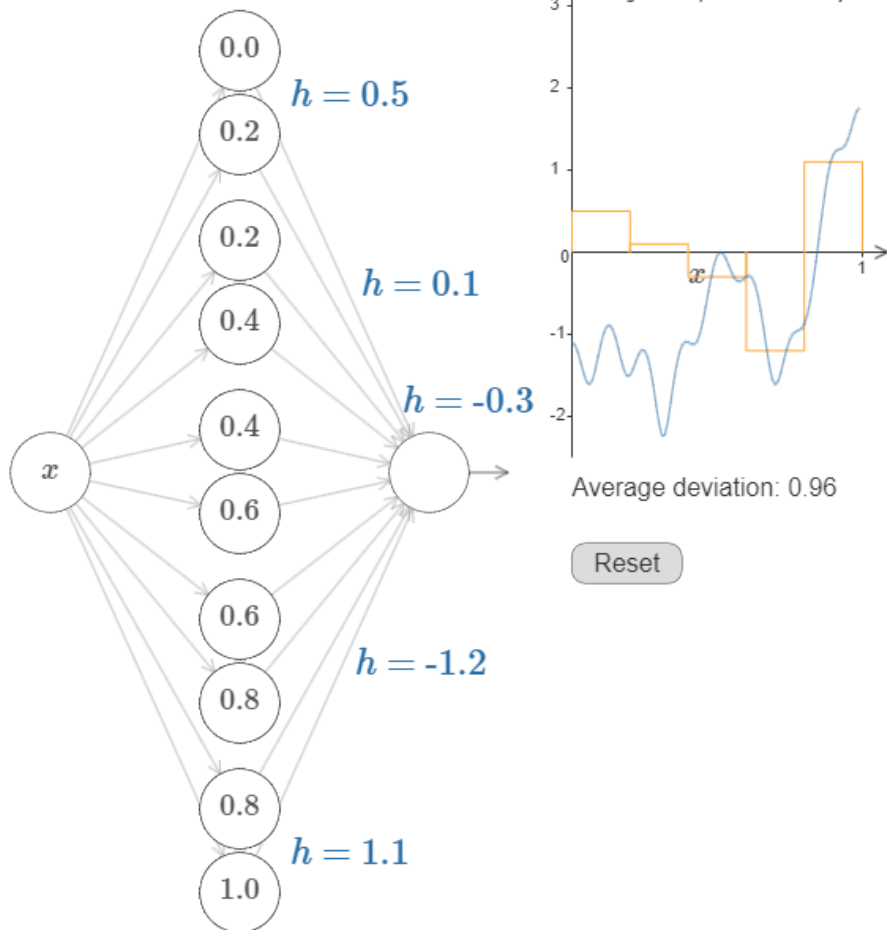 0.0
h = 0.5
0.2
0.2
h = 0.1
0.4
h = -0.3
0.4
x
0.6
0.6
h = -1.2
0.8
0.8
h = 1.1
1.0
3
2
1
0
x
1
-1
-2
Average deviation: 0.96
Reset